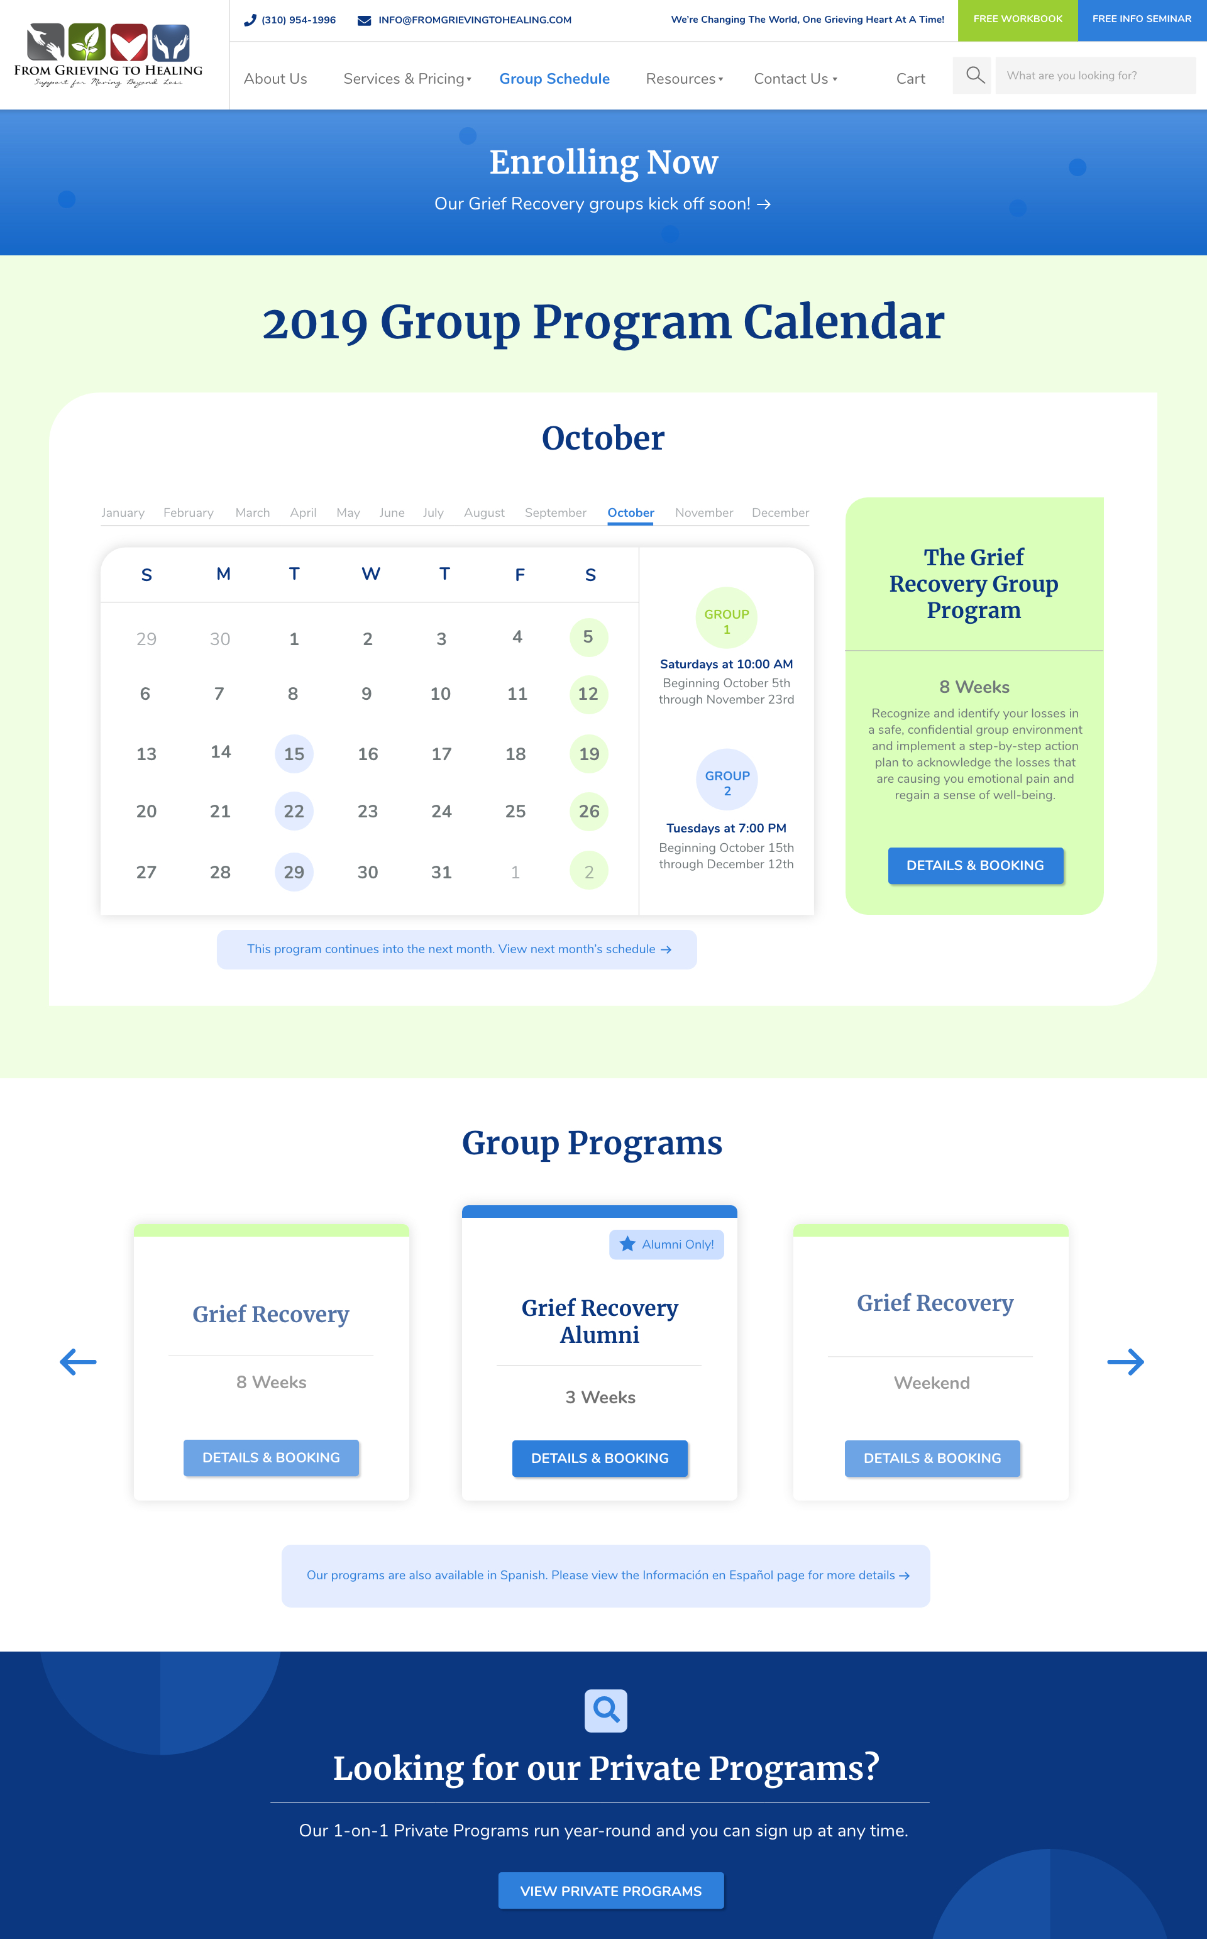 FROM GRIEVING TO HEALING
Support for Moving Beyond Loss
(310) 954-1996
INFO@FROMGRIEVINGTOHEALING.COM
We're Changing The World, One Grieving Heart At A Time!
FREE WORKBOOK
FREE INFO SEMINAR
About Us
Services & Pricing
Group Schedule
Resources
Contact Us
Cart
What are you looking for?
Enrolling Now
Our Grief Recovery groups kick off soon! →
2019 Group Program Calendar
October
January February March April May June July August September October November December
S M T W T F S
29 30 1 2 3 4 5
6 7 8 9 10 11 12
13 14 15 16 17 18 19
20 21 22 23 24 25 26
27 28 29 30 31 1 2
GROUP
1
Saturdays at 10:00 AM
Beginning October 5th
through November 23rd
GROUP
2
Tuesdays at 7:00 PM
Beginning October 15th
through December 12th
The Grief
Recovery Group
Program
8 Weeks
Recognize and identify your losses in
a safe, confidential group environment
and implement a step-by-step action
plan to acknowledge the losses that
are causing you emotional pain and
regain a sense of well-being.
DETAILS & BOOKING
This program continues into the next month. View next month's schedule →
Group Programs
Grief Recovery
8 Weeks
DETAILS & BOOKING
Alumni Only!
Grief Recovery
Alumni
3 Weeks
DETAILS & BOOKING
Grief Recovery
Weekend
DETAILS & BOOKING
Our programs are also available in Spanish. Please view the Información en Español page for more details →
Looking for our Private Programs?
Our 1-on-1 Private Programs run year-round and you can sign up at any time.
VIEW PRIVATE PROGRAMS